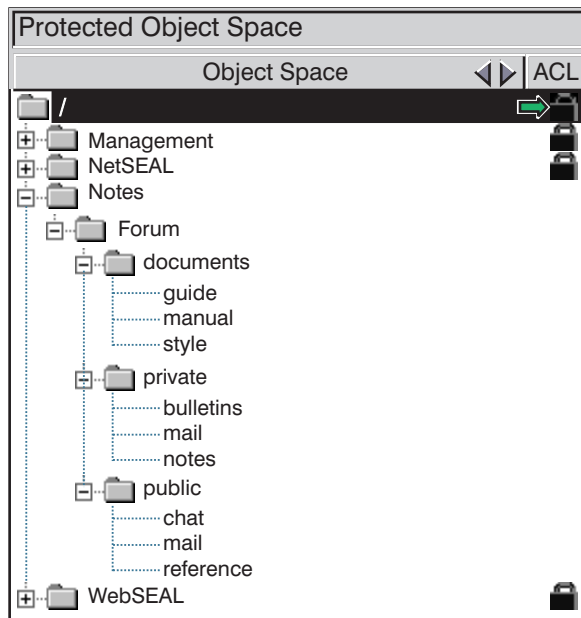 Protected Object Space
Object Space ACL
/
Management
NetSEAL
Notes
Forum
documents
guide
manual
style
private
bulletins
mail
notes
public
chat
mail
reference
WebSEAL